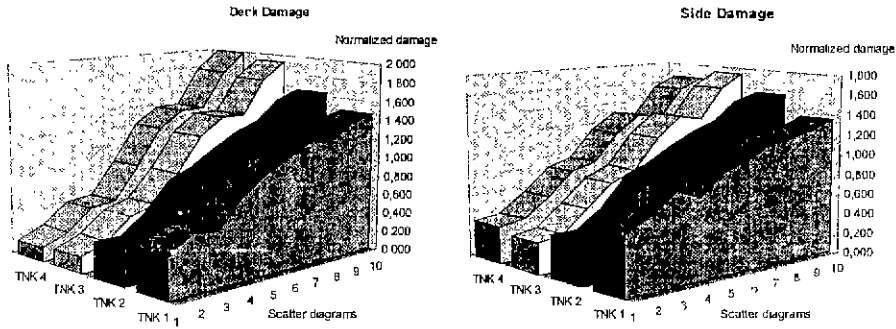 Deck Damage
Normalized damage
2 000
1,800
1,600
1 400
1 200
1,000
0,800
0,600
0 400
0,200
0 000
TNK 4
TNK 3
TNK 2
TNK 1
1 2 3 4 5 6 7 8 9 10
Scatter diagrams
Side Damage
Normalized damage
1,800
1,600
1 400
1 200
1,000
0,800
0,600
0 400
0,200
0,000
TNK 4
TNK 3
TNK 2
TNK 1
1 2 3 4 5 6 7 8 9 10
Scatter diagrams